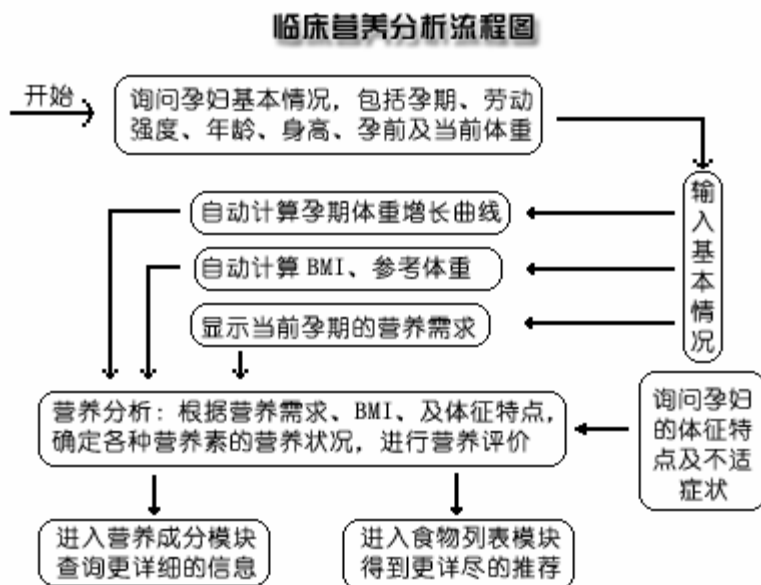 临床营养分析流程图
开始
询问孕妇基本情况，包括孕期、劳动
强度、年龄、身高、孕前及当前体重
输入基本情况
自动计算孕期体重增长曲线
自动计算 BMI、参考体重
显示当前孕期的营养需求
营养分析：根据营养需求、BMI、及体征特点，
确定各种营养素的营养状况，进行营养评价
询问孕妇
的体征特
点及不适
症状
进入营养成分模块
查询更详细的信息
进入食物列表模块
得到更详尽的推荐